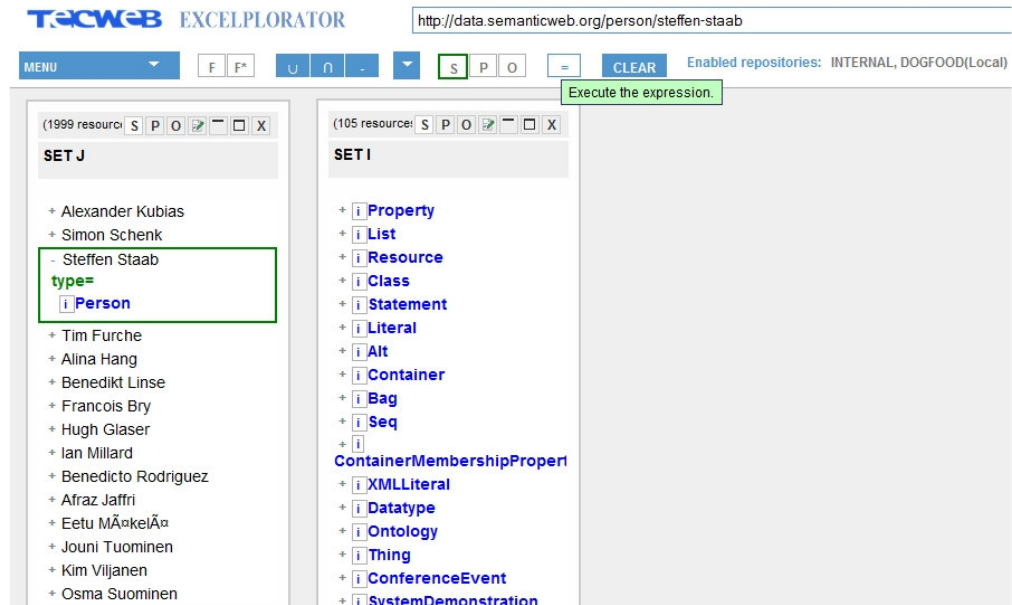 TECWEB EXCELPLORATOR
http://data.semanticweb.org/person/steffen-staab
MENU F F* ∪ ∩ - S P O = CLEAR Enabled repositories: INTERNAL, DOGFOOD(Local)
Execute the expression.
(1999 resourc S P O X
SET J
+ Alexander Kubias
+ Simon Schenk
- Steffen Staab
type=
i Person
+ Tim Furche
+ Alina Hang
+ Benedikt Linse
+ Francois Bry
+ Hugh Glaser
+ Ian Millard
+ Benedicto Rodriguez
+ Afraz Jaffri
+ Eetu Mäkelä
+ Jouni Tuominen
+ Kim Viljanen
+ Osma Suominen
(105 resources S P O X
SET I
+ i Property
+ i List
+ i Resource
+ i Class
+ i Statement
+ i Literal
+ i Alt
+ i Container
+ i Bag
+ i Seq
+ i
ContainerMembershipPropert
+ i XMLLiteral
+ i Datatype
+ i Ontology
+ i Thing
+ i ConferenceEvent
+ i SystemDemonstration